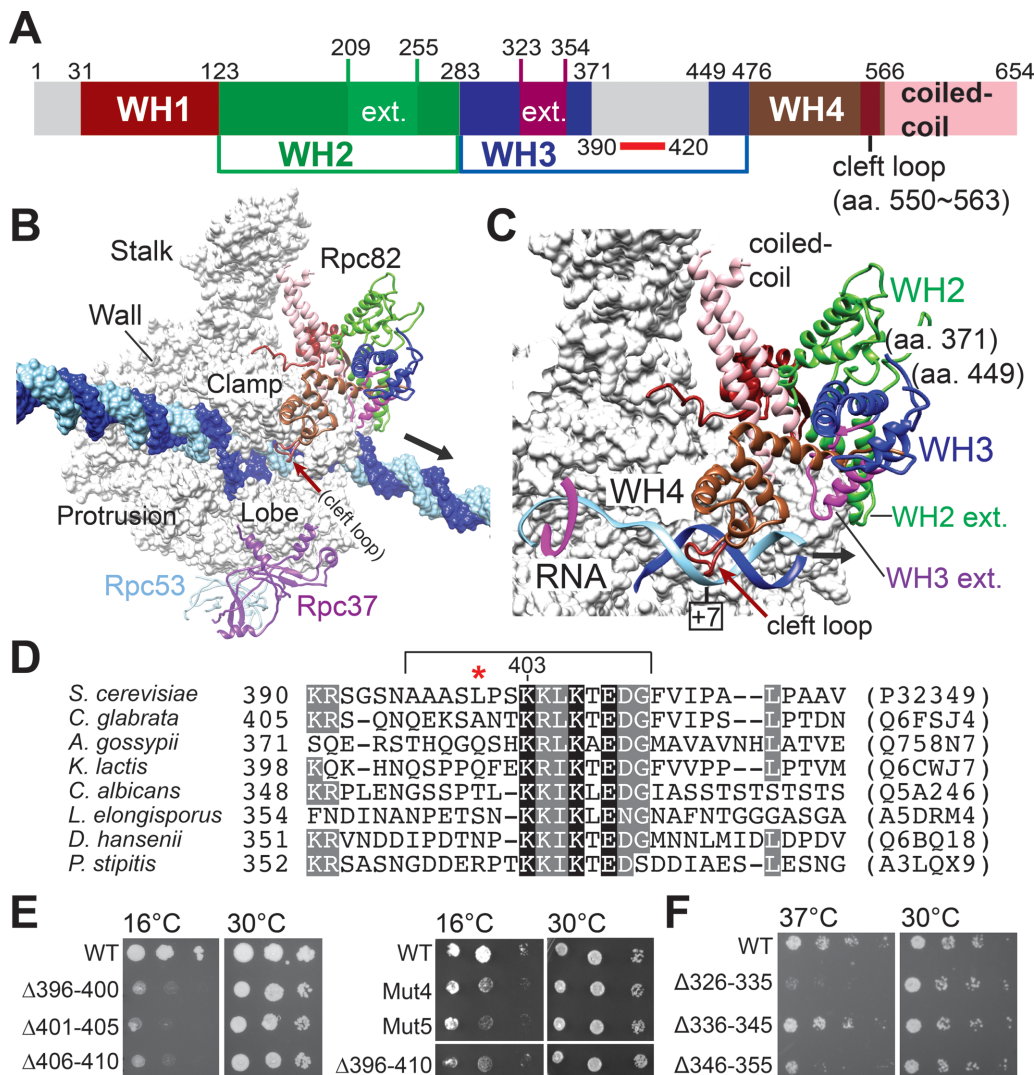 A
209 255 323 354
1 31 123 283 371 449 476 566 654
WH1 ext. ext. WH4 coiled-
coil
WH2 WH3 390 420
cleft loop
(aa. 550~563)
B
Stalk
Rpc82
Wall
Clamp
(cleft loop)
Protrusion
Lobe
Rpc53
Rpc37
C
coiled-
coil
WH2
(aa. 371)
(aa. 449)
WH3
WH4
WH2 ext.
RNA
WH3 ext.
+7
cleft loop
D
403
*
S. cerevisiae 390 KRSGSNAAASLPSKKLKTEDGFVIPA--LPAAV (P32349)
C. glabrata 405 KRS-QNQEKSANTKRLKTEDGFVIPS--LPTDN (Q6FSJ4)
A. gossypii 371 SQE-RSTHQGQSHKRLKAEDGMAVAVNHLATVE (Q758N7)
K. lactis 398 KQK-HNQSPPQFEKRIKTEDGFVVPP--LPTVM (Q6CWJ7)
C. albicans 348 KRPLENGSSPTL-KKIKLEDGIASSTSTSTSTS (Q5A246)
L. elongisporus 354 FNDINANPETSN-KKIKLENGNAFNTGGGASGA (A5DRM4)
D. hansenii 351 KRVNDDIPDTNP-KKIKTEDGMNNLMIDLDPDV (Q6BQ18)
P. stipitis 352 KRSASNGDDERPTKKIKTEDSDDIAES-LESNG (A3LQX9)
E
16°C 30°C
WT
Δ396-400
Δ401-405
Δ406-410
16°C 30°C
WT
Mut4
Mut5
Δ396-410
F
37°C 30°C
WT
Δ326-335
Δ336-345
Δ346-355